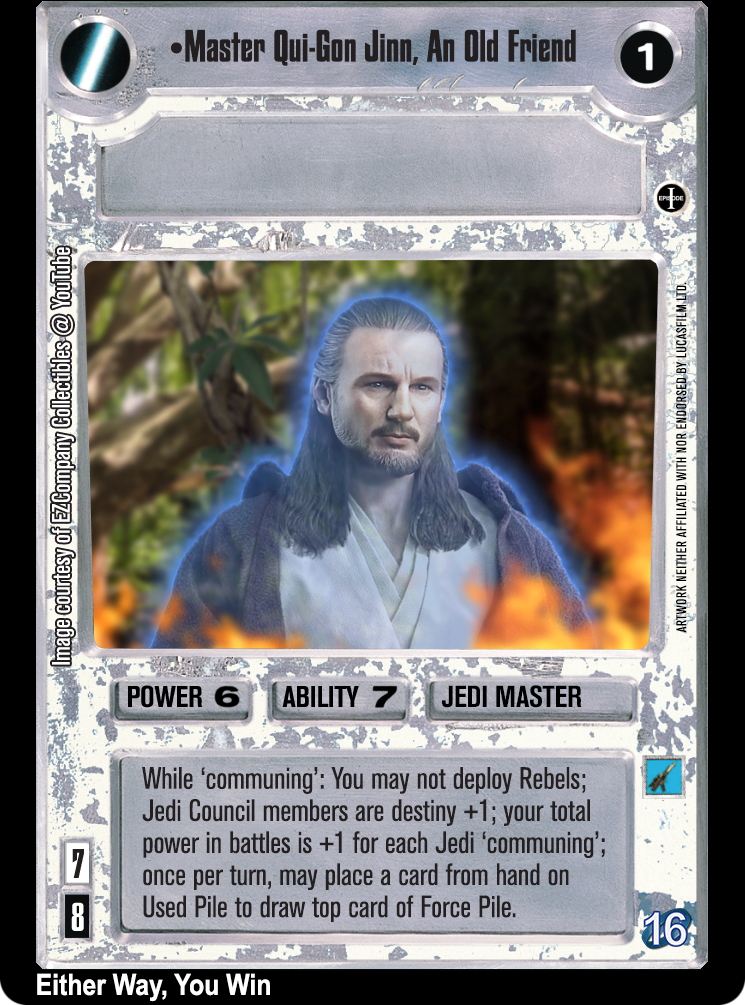 •Master Qui-Gon Jinn, An Old Friend
1
EPISODE I
Image courtesy of EZCompany Collectibles @ YouTube
ARTWORK NEITHER AFFILIATED WITH NOR ENDORSED BY LUCASFILM LTD.
POWER 6
ABILITY 7
JEDI MASTER
While ‘communing’: You may not deploy Rebels;
Jedi Council members are destiny +1; your total
power in battles is +1 for each Jedi ‘communing’;
once per turn, may place a card from hand on
Used Pile to draw top card of Force Pile.
7
8
16
Either Way, You Win